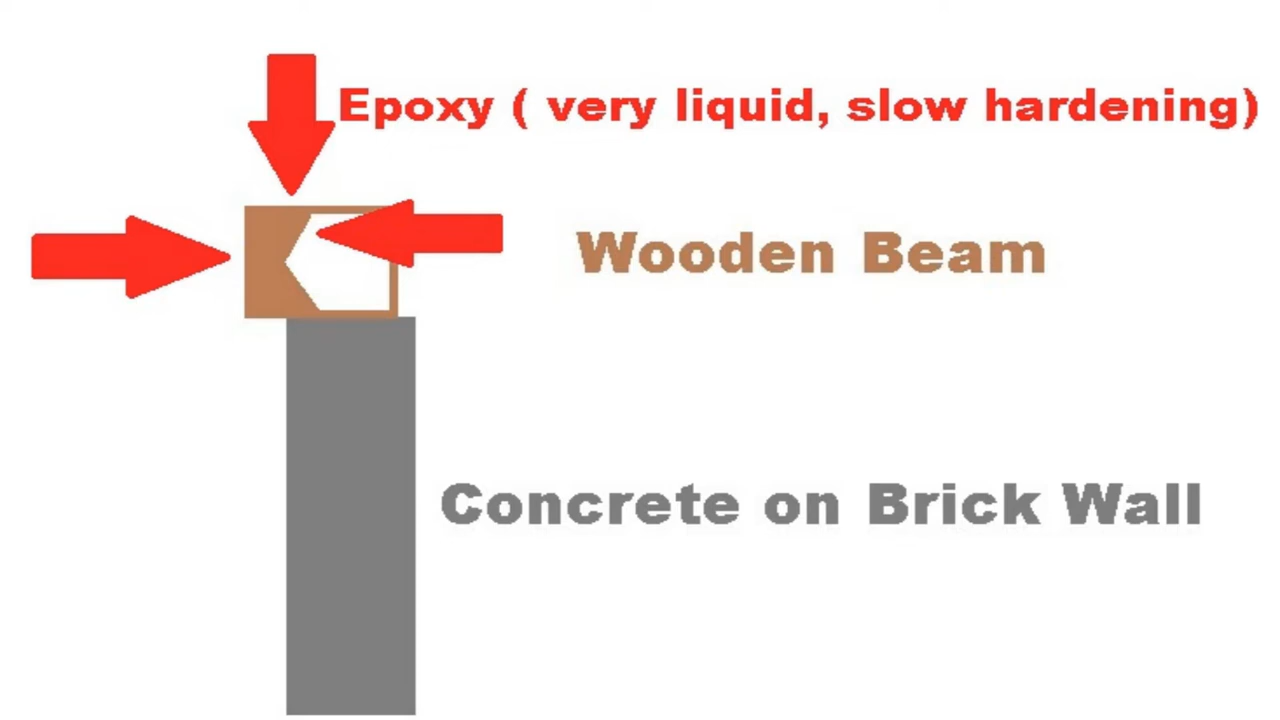 Epoxy ( very liquid, slow hardening)
Wooden Beam
Concrete on Brick Wall